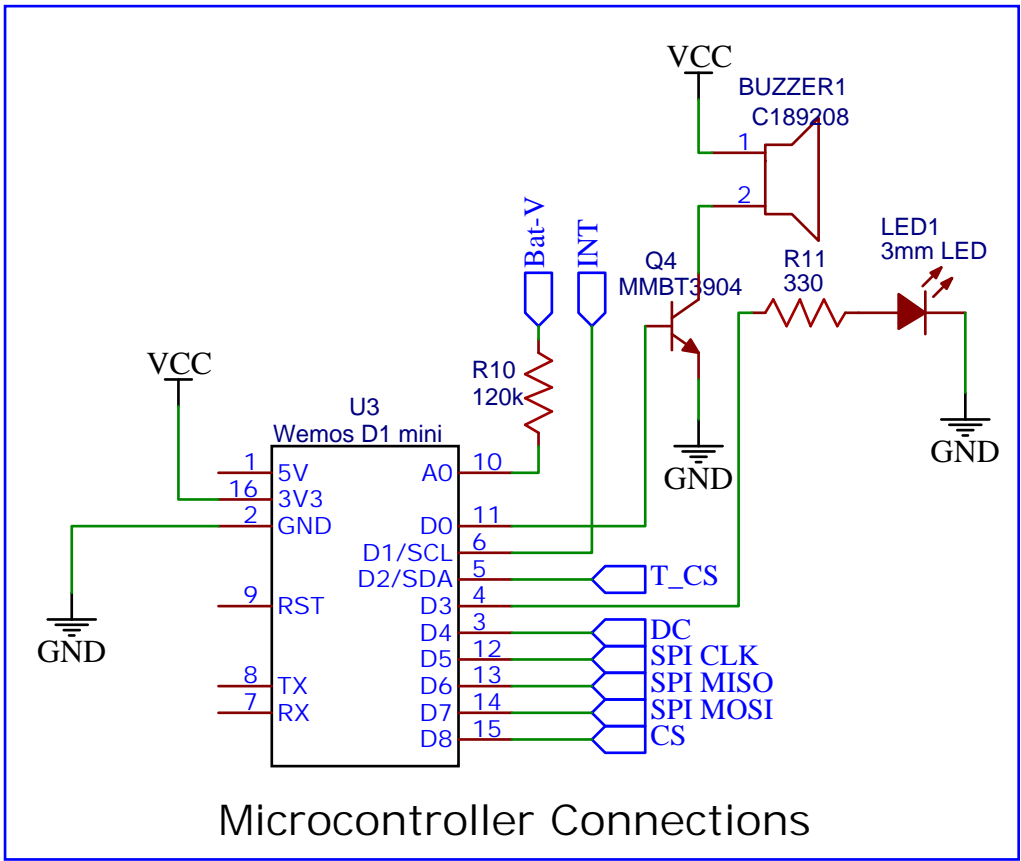 VCC
BUZZER1
C189208
1
2
Bat-V
INT
LED1
3mm LED
Q4
MMBT3904
R11
330
VCC
R10
120k
U3
Wemos D1 mini
GND
GND
1 5V
16 3V3
2 GND
9 RST
8 TX
7 RX
A0 10
D0 11
D1/SCL 6
D2/SDA 5 T_CS
D3 4
D4 3 DC
D5 12 SPI CLK
D6 13 SPI MISO
D7 14 SPI MOSI
D8 15 CS
GND
Microcontroller Connections